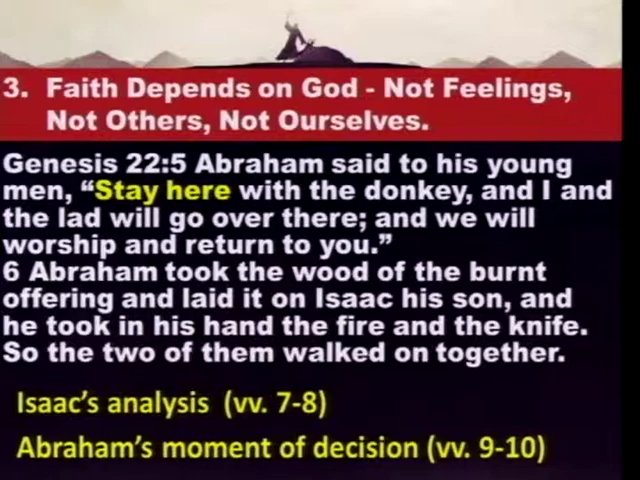 3. Faith Depends on God - Not Feelings,
Not Others, Not Ourselves.
Genesis 22:5 Abraham said to his young
men, “Stay here with the donkey, and I and
the lad will go over there; and we will
worship and return to you.”
6 Abraham took the wood of the burnt
offering and laid it on Isaac his son, and
he took in his hand the fire and the knife.
So the two of them walked on together.
Isaac’s analysis (vv. 7-8)
Abraham’s moment of decision (vv. 9-10)